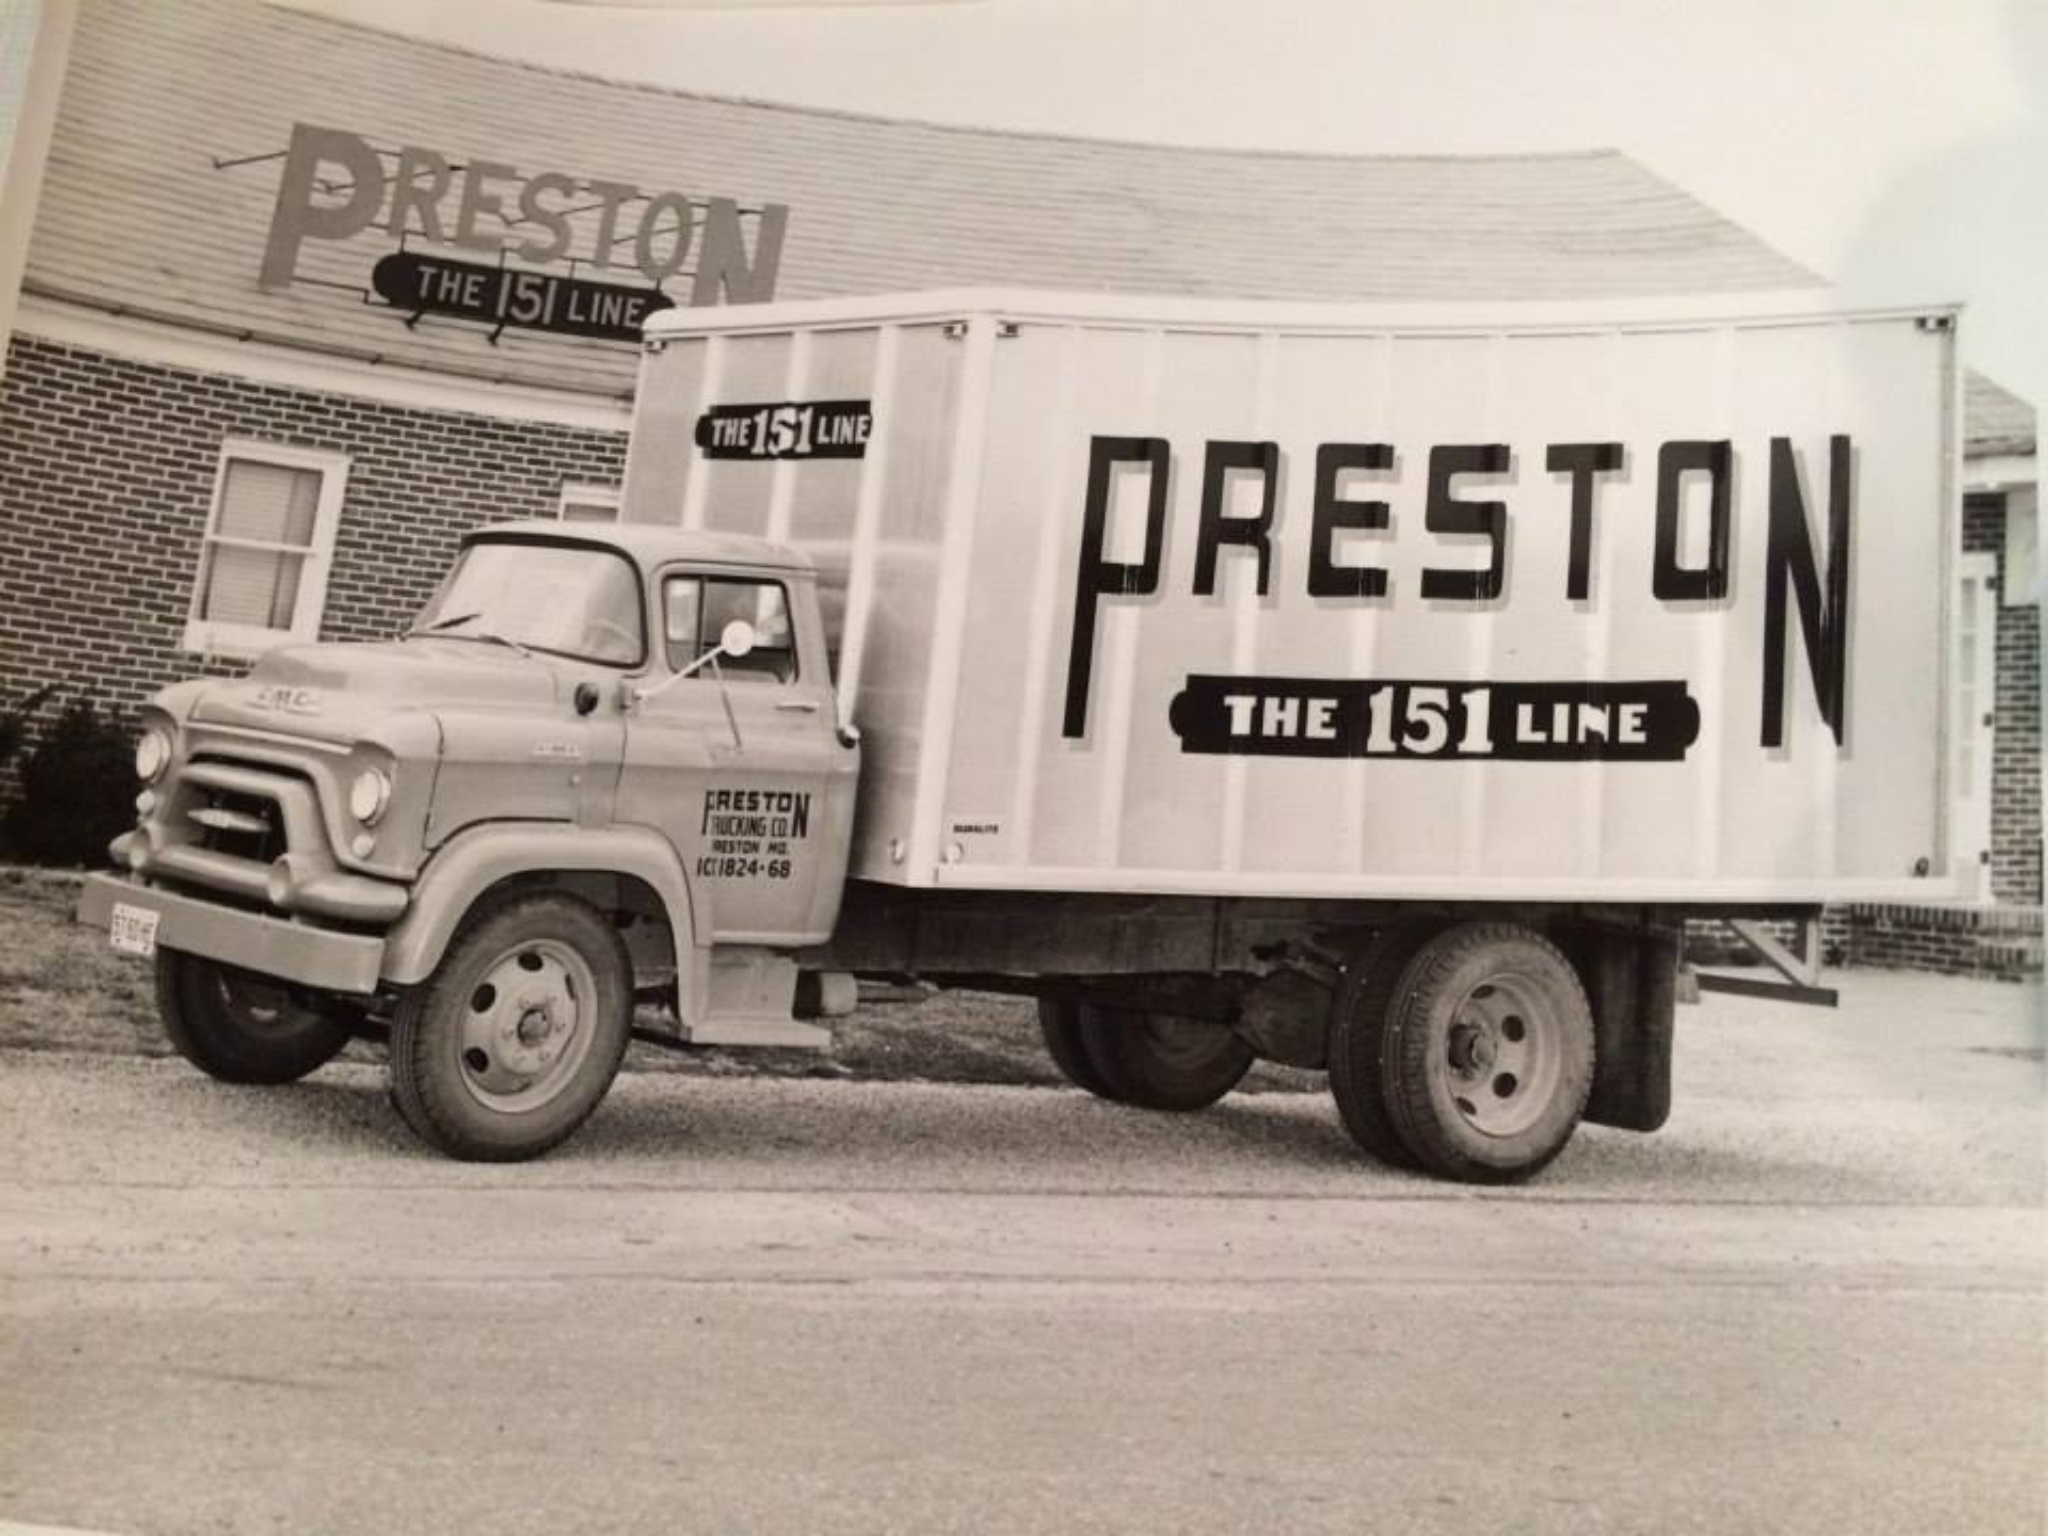 PRESTON
THE 151 LINE
THE 151 LINE
PRESTON
THE 151 LINE
GMC
PRESTON
TRUCKING CO.
PRESTON MD.
ICC 1824-68